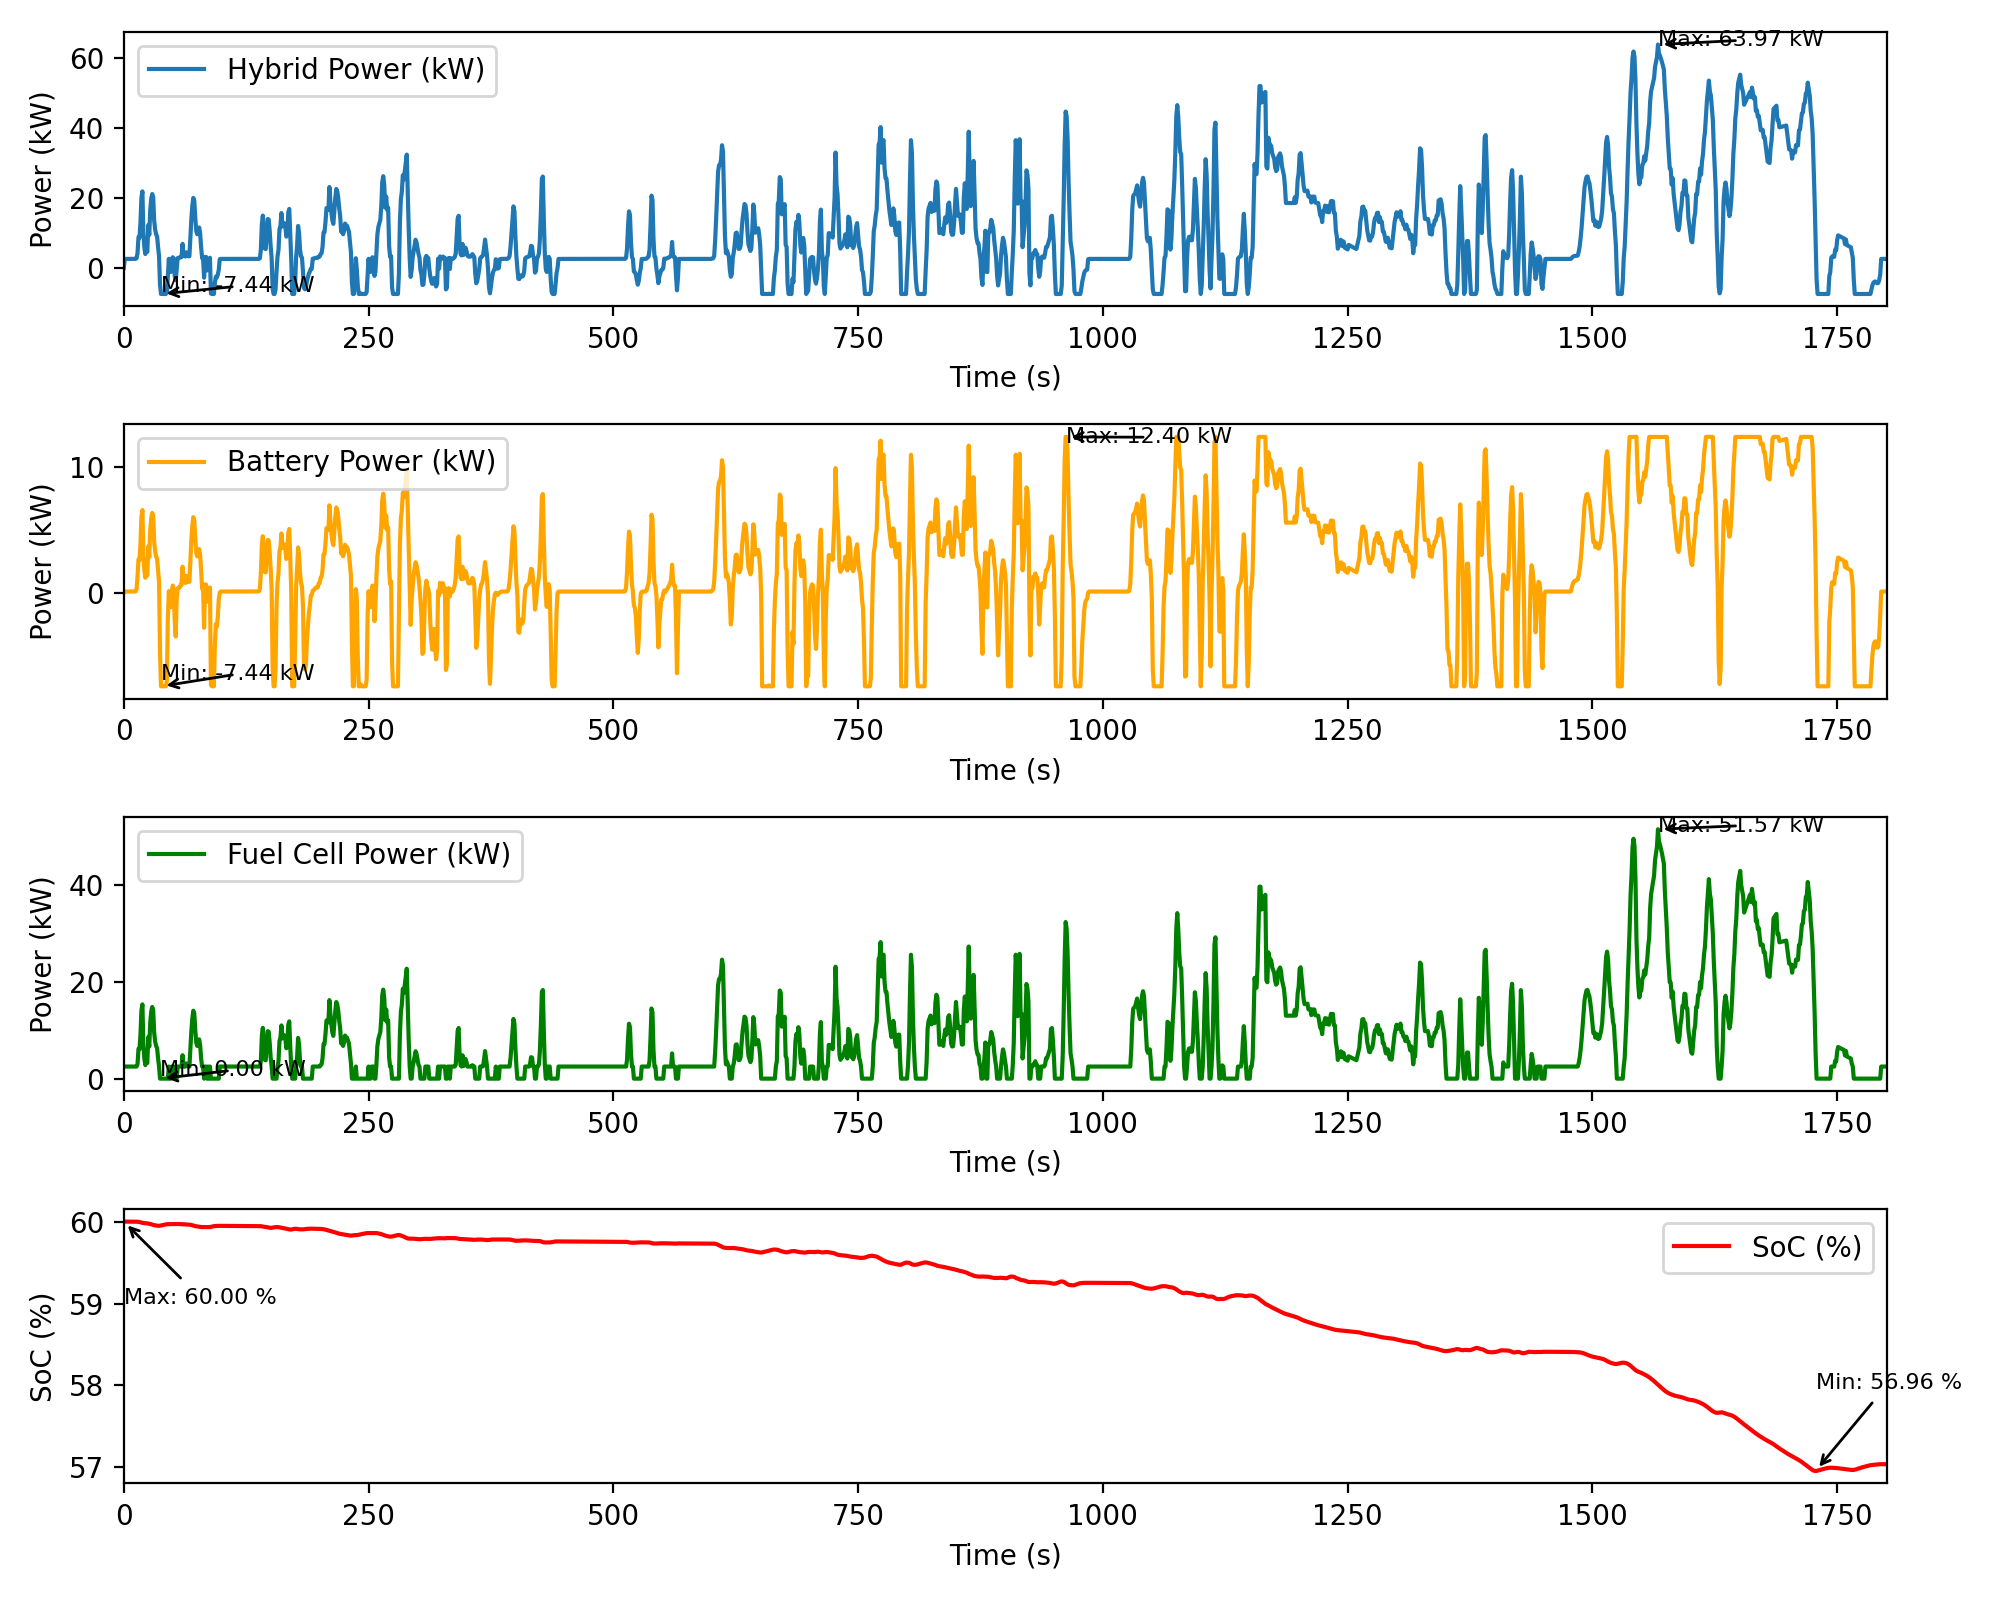 Hybrid Power (kW)
Max: 63.97 kW
Min: -7.44 kW
Power (kW)
60
40
20
0
0 250 500 750 1000 1250 1500 1750
Time (s)
Battery Power (kW)
Max: 12.40 kW
Min: -7.44 kW
Power (kW)
10
0
0 250 500 750 1000 1250 1500 1750
Time (s)
Fuel Cell Power (kW)
Max: 51.57 kW
Min: 0.00 kW
Power (kW)
40
20
0
0 250 500 750 1000 1250 1500 1750
Time (s)
SoC (%)
Max: 60.00 %
Min: 56.96 %
SoC (%)
60
59
58
57
0 250 500 750 1000 1250 1500 1750
Time (s)